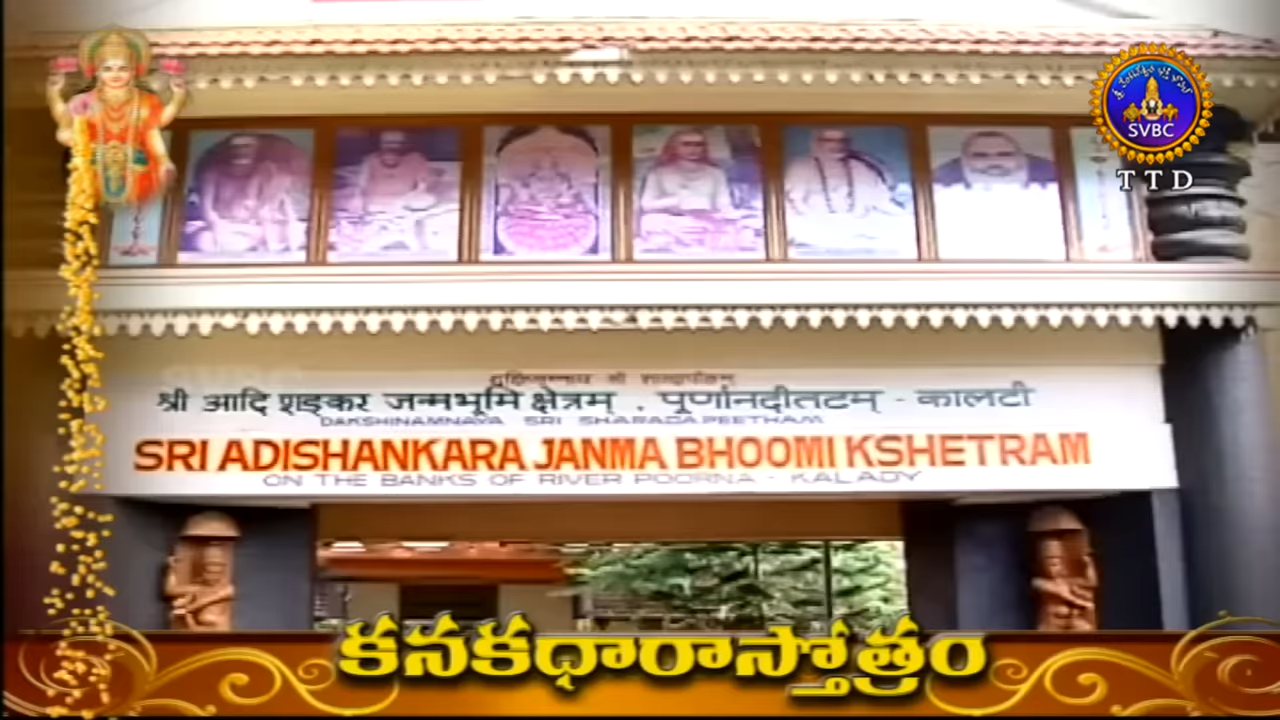 SVBC
TTD
श्री आदि शङ्कर जन्मभूमि क्षेत्रम् , पूर्णानदीतटम् - कालटी
DAKSHINAMNAYA SRI SHARADA PEETHAM
SRI ADISHANKARA JANMA BHOOMI KSHETRAM
ON THE BANKS OF RIVER POORNA - KALADY
కనకధారాస్తోత్రం